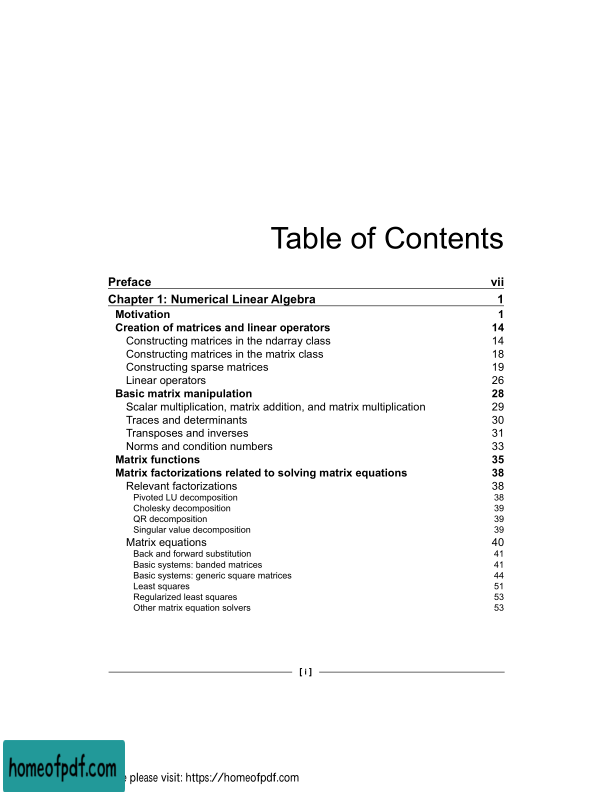 Table of Contents
Preface vii
Chapter 1: Numerical Linear Algebra 1
Motivation 1
Creation of matrices and linear operators 14
Constructing matrices in the ndarray class 14
Constructing matrices in the matrix class 18
Constructing sparse matrices 19
Linear operators 26
Basic matrix manipulation 28
Scalar multiplication, matrix addition, and matrix multiplication 29
Traces and determinants 30
Transposes and inverses 31
Norms and condition numbers 33
Matrix functions 35
Matrix factorizations related to solving matrix equations 38
Relevant factorizations 38
Pivoted LU decomposition 38
Cholesky decomposition 39
QR decomposition 39
Singular value decomposition 39
Matrix equations 40
Back and forward substitution 41
Basic systems: banded matrices 41
Basic systems: generic square matrices 44
Least squares 51
Regularized least squares 53
Other matrix equation solvers 53
[ i ]
homeofpdf.com
please visit: https://homeofpdf.com